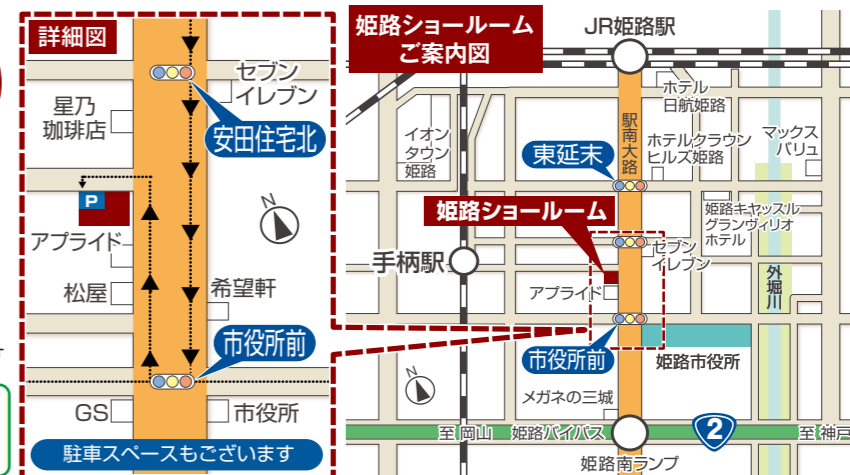 詳細図
セブン
イレブン
星乃
珈琲店
安田住宅北
P
N
アプライド
松屋
希望軒
市役所前
GS
市役所
駐車スペースもございます
姫路ショールーム
ご案内図
JR姫路駅
ホテル
日航姫路
イオン
タウン
姫路
駅南大路
ホテルクラウン
ヒルズ姫路
マックス
バリュ
東延末
姫路ショールーム
姫路キャッスル
グランヴィリオ
ホテル
手柄駅
セブン
イレブン
アプライド
外堀川
市役所前
姫路市役所
N
メガネの三城
至 岡山
姫路バイパス
2
至 神戸
姫路南ランプ